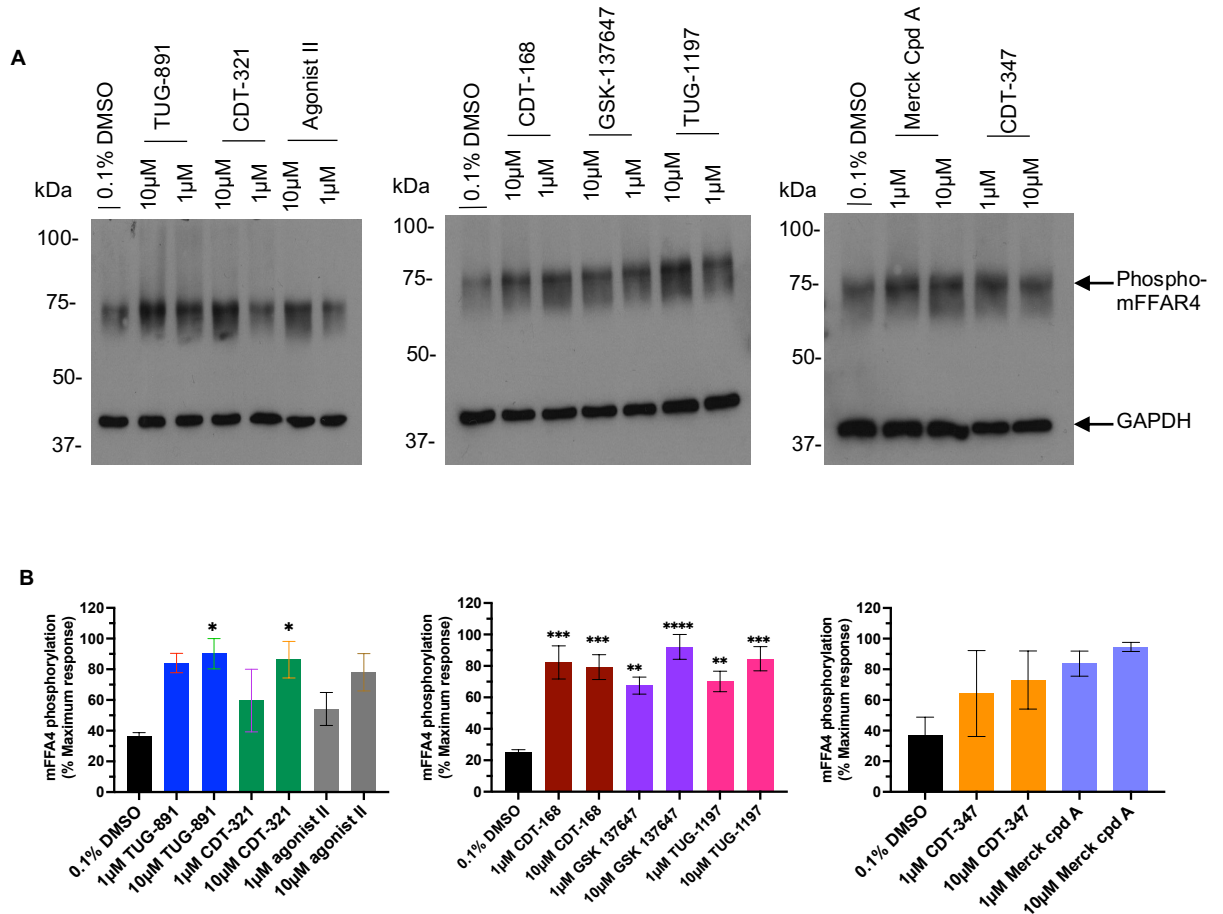 A
0.1% DMSO
TUG-891
10µM
1µM
CDT-321
10µM
1µM
Agonist II
10µM
1µM
kDa
100-
75-
50-
37-
0.1% DMSO
CDT-168
10µM
1µM
GSK-137647
10µM
1µM
TUG-1197
10µM
1µM
kDa
100-
75-
50-
37-
0.1% DMSO
Merck Cpd A
1µM
10µM
CDT-347
1µM
10µM
kDa
100-
75-
50-
37-
Phospho-
mFFAR4
GAPDH
B
mFFA4 phosphorylation
(% Maximum response)
120
100
80
60
40
20
0
* *
0.1% DMSO
1µM TUG-891
10µM TUG-891
1µM CDT-321
10µM CDT-321
1µM agonist II
10µM agonist II
mFFA4 phosphorylation
(% Maximum response)
120
100
80
60
40
20
0
*** *** ** **** ** ***
0.1% DMSO
1µM CDT-168
10µM CDT-168
1µM GSK 137647
10µM GSK 137647
1µM TUG-1197
10µM TUG-1197
mFFA4 phosphorylation
(% Maximum response)
120
100
80
60
40
20
0
0.1% DMSO
1µM CDT-347
10µM CDT-347
1µM Merck cpd A
10µM Merck cpd A